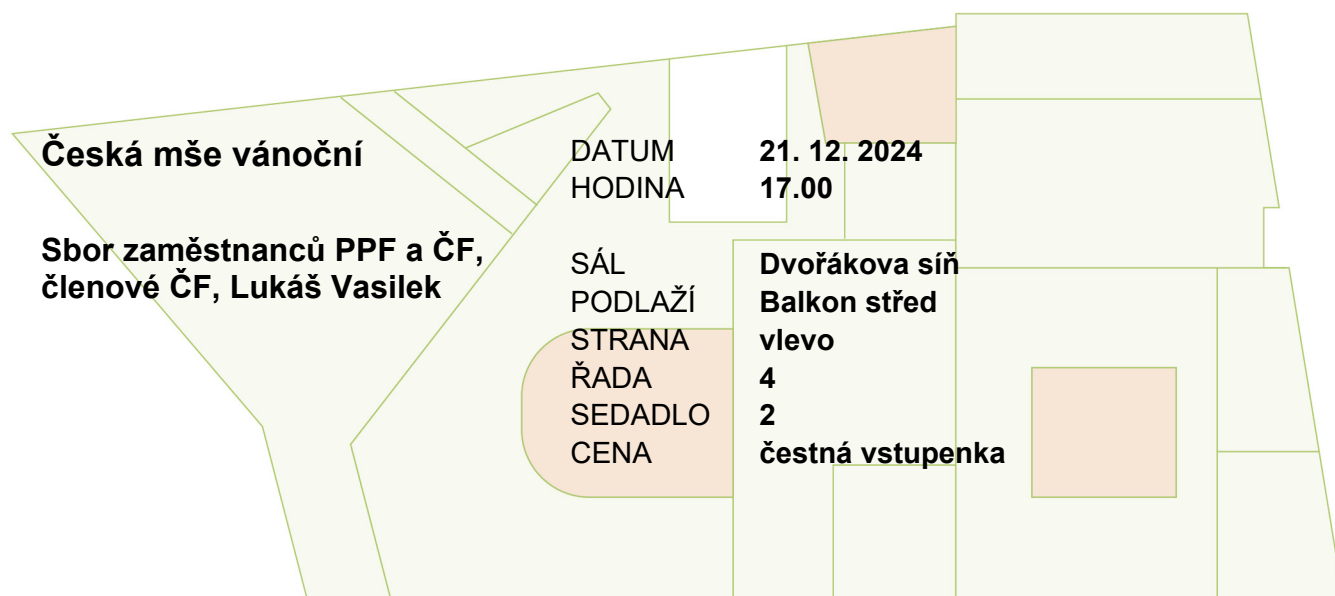 Česká mše vánoční
Sbor zaměstnanců PPF a ČF,
členové ČF, Lukáš Vasilek
DATUM 21. 12. 2024
HODINA 17.00
SÁL Dvořákova síň
PODLAŽÍ Balkon střed
STRANA vlevo
ŘADA 4
SEDADLO 2
CENA čestná vstupenka